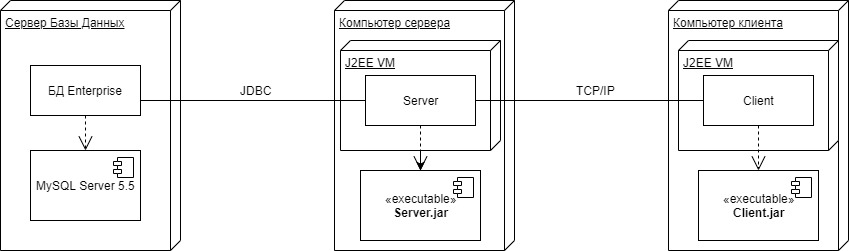 Сервер Базы Данных
БД Enterprise
MySQL Server 5.5
JDBC
Компьютер сервера
J2EE VM
Server
«executable»
Server.jar
TCP/IP
Компьютер клиента
J2EE VM
Client
«executable»
Client.jar